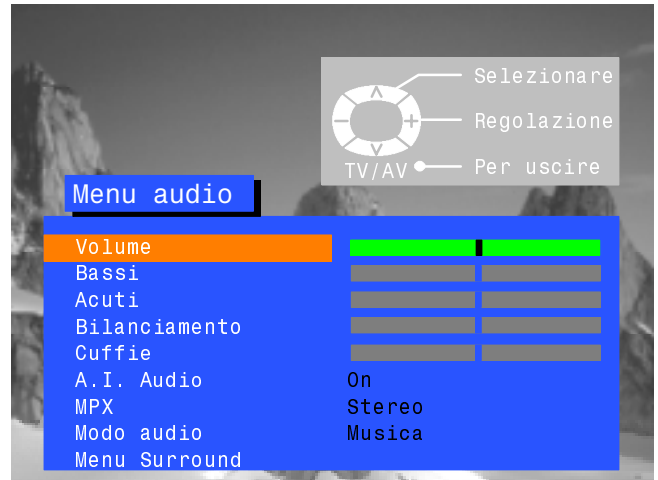 Selezionare
Regolazione
TV/AV Per uscire
Menu audio
Volume
Bassi
Acuti
Bilanciamento
Cuffie
A.I. Audio On
MPX Stereo
Modo audio Musica
Menu Surround